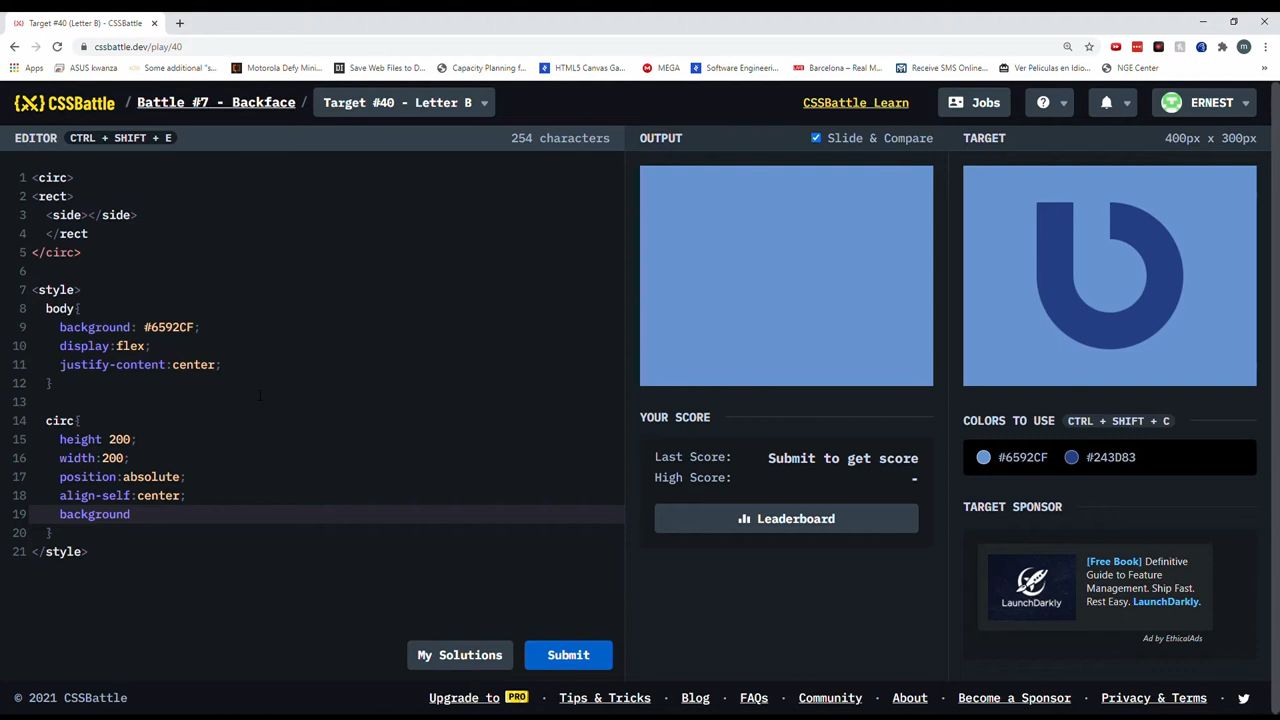 Target #40 (Letter B) - CSSBattle
cssbattle.dev/play/40
Apps
ASUS kwanza
Some additional "s...
Motorola Defy Mini...
Save Web Files to D...
Capacity Planning f...
HTML5 Canvas Ga...
MEGA
Software Engineeri...
Barcelona – Real M...
Receive SMS Online...
Ver Peliculas en Idio...
NGE Center
»
{X} CSSBattle / Battle #7 - Backface / Target #40 - Letter B
CSSBattle Learn
Jobs
ERNEST
EDITOR CTRL + SHIFT + E 254 characters
OUTPUT Slide & Compare
TARGET 400px x 300px
1 <circ>
2 <rect>
3 <side></side>
4 </rect
5 </circ>
6
7 <style>
8 body{
9 background: #6592CF;
10 display:flex;
11 justify-content:center;
12 }
13
14 circ{
15 height 200;
16 width:200;
17 position:absolute;
18 align-self:center;
19 background
20 }
21 </style>
YOUR SCORE
Last Score: Submit to get score
High Score: -
Leaderboard
COLORS TO USE CTRL + SHIFT + C
#6592CF #243D83
TARGET SPONSOR
LaunchDarkly
[Free Book] Definitive
Guide to Feature
Management. Ship Fast.
Rest Easy. LaunchDarkly.
Ad by EthicalAds
My Solutions
Submit
© 2021 CSSBattle
Upgrade to PRO · Tips & Tricks · Blog · FAQs · Community · About · Become a Sponsor · Privacy & Terms